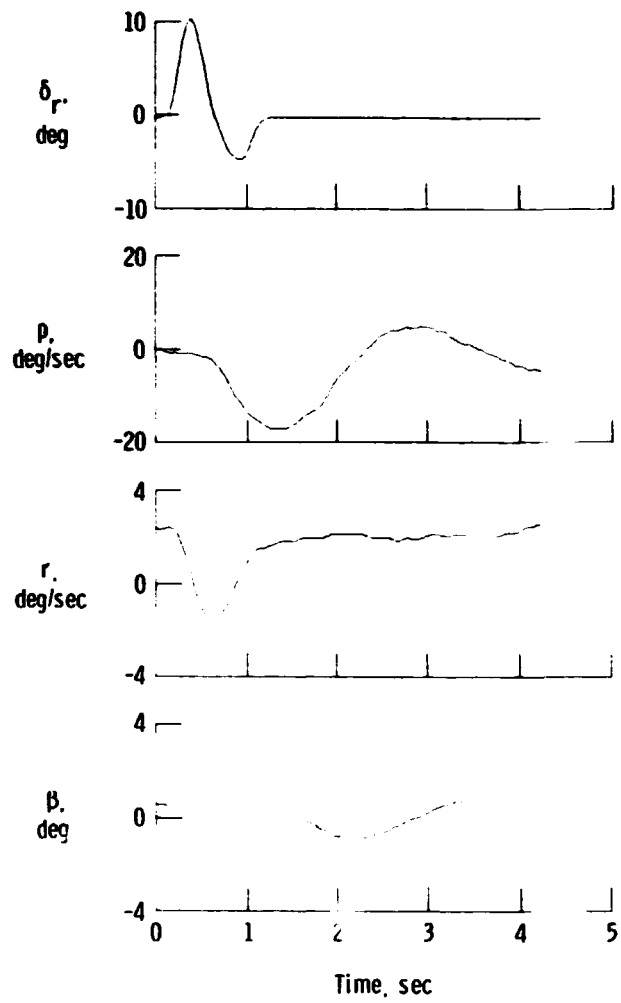 10
δr,
deg
0
-10
20
p,
deg/sec
0
-20
4
r,
deg/sec
0
-4
4
β,
deg
0
-4
0 1 2 3 4 5
Time, sec